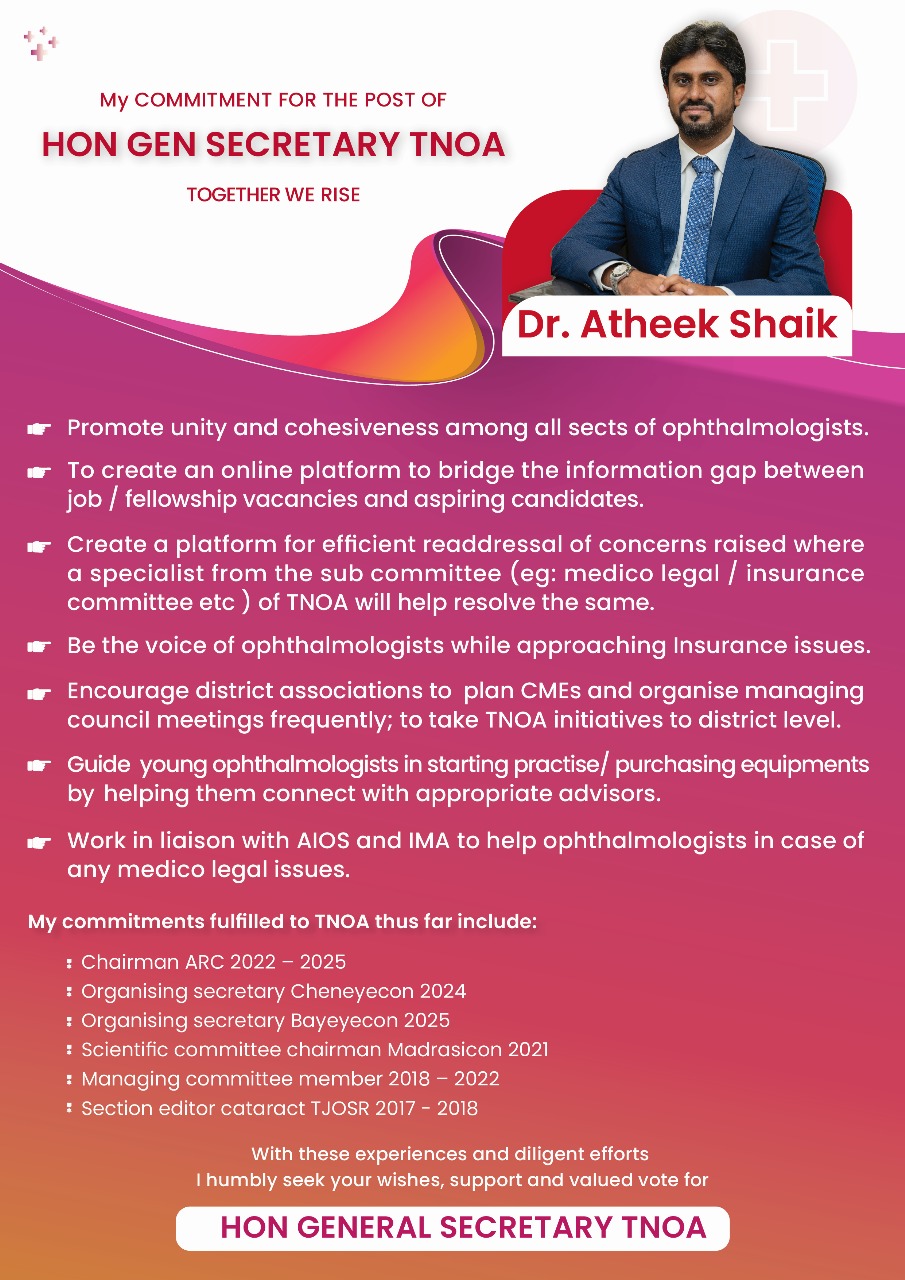 My COMMITMENT FOR THE POST OF
HON GEN SECRETARY TNOA
TOGETHER WE RISE
Dr. Atheek Shaik
Promote unity and cohesiveness among all sects of ophthalmologists.
To create an online platform to bridge the information gap between
job / fellowship vacancies and aspiring candidates.
Create a platform for efficient readdressal of concerns raised where
a specialist from the sub committee (eg: medico legal / insurance
committee etc ) of TNOA will help resolve the same.
Be the voice of ophthalmologists while approaching Insurance issues.
Encourage district associations to plan CMEs and organise managing
council meetings frequently; to take TNOA initiatives to district level.
Guide young ophthalmologists in starting practise/ purchasing equipments
by helping them connect with appropriate advisors.
Work in liaison with AIOS and IMA to help ophthalmologists in case of
any medico legal issues.
My commitments fulfilled to TNOA thus far include:
Chairman ARC 2022 – 2025
Organising secretary Cheneyecon 2024
Organising secretary Bayeyecon 2025
Scientific committee chairman Madrasicon 2021
Managing committee member 2018 – 2022
Section editor cataract TJOSR 2017 - 2018
With these experiences and diligent efforts
I humbly seek your wishes, support and valued vote for
HON GENERAL SECRETARY TNOA